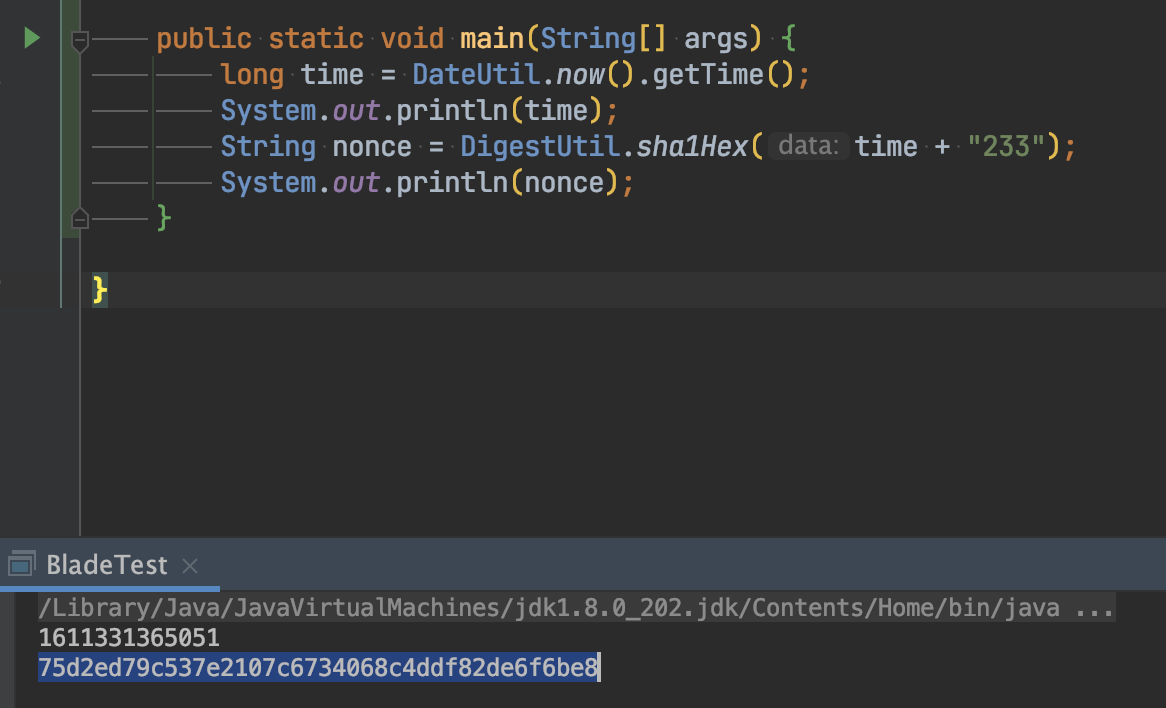 public static void main(String[] args) {
long time = DateUtil.now().getTime();
System.out.println(time);
String nonce = DigestUtil.sha1Hex( data: time + "233");
System.out.println(nonce);
}
}
BladeTest
/Library/Java/JavaVirtualMachines/jdk1.8.0_202.jdk/Contents/Home/bin/java ...
1611331365051
75d2ed79c537e2107c6734068c4ddf82de6f6be8